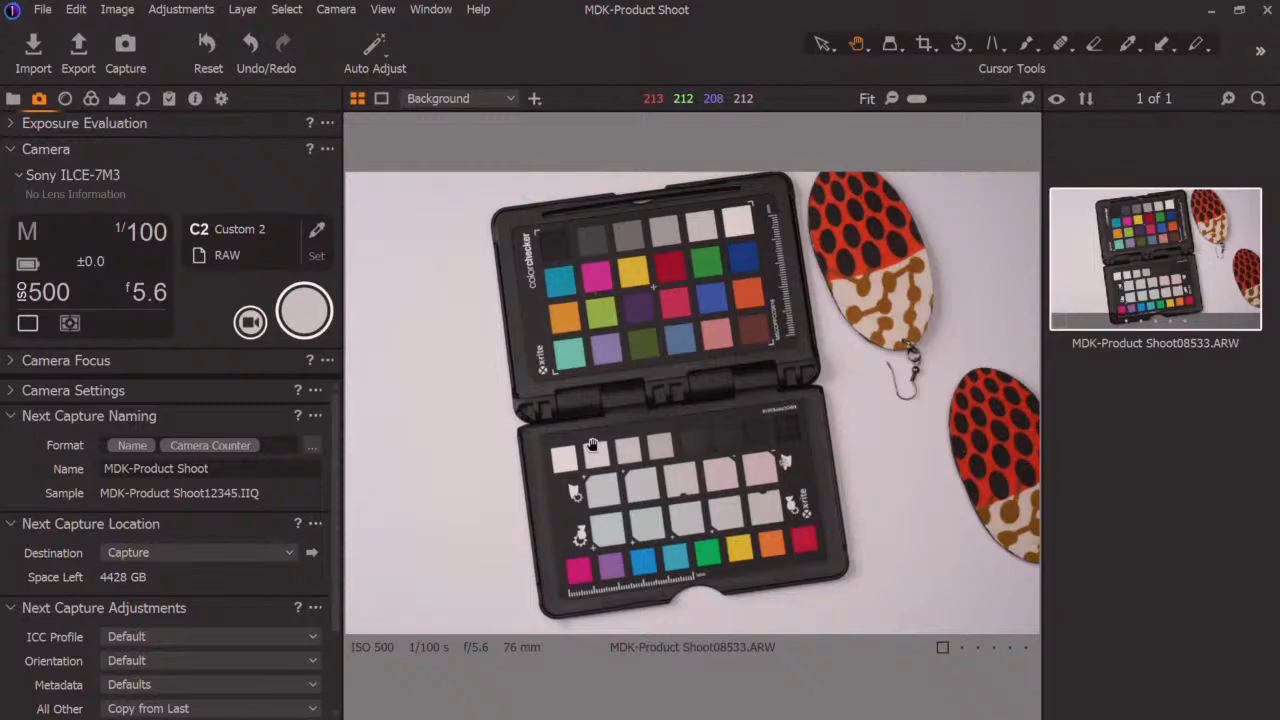 File Edit Image Adjustments Layer Select Camera View Window Help
MDK-Product Shoot
Import Export Capture Reset Undo/Redo Auto Adjust
Cursor Tools
Background
213 212 208 212
Fit
1 of 1
Exposure Evaluation ? ...
Camera ? ...
Sony ILCE-7M3
No Lens Information
M 1/100
±0.0
ISO 500 f 5.6
C2 Custom 2
RAW
Set
Camera Focus ? ...
Camera Settings ? ...
Next Capture Naming ? ...
Format Name Camera Counter ...
Name MDK-Product Shoot
Sample MDK-Product Shoot12345.IIQ
Next Capture Location ? ...
Destination Capture
Space Left 4428 GB
Next Capture Adjustments ? ...
ICC Profile Default
Orientation Default
Metadata Defaults
All Other Copy from Last
colorchecker
x-rite
x-rite
ISO 500 1/100 s f/5.6 76 mm MDK-Product Shoot08533.ARW
MDK-Product Shoot08533.ARW